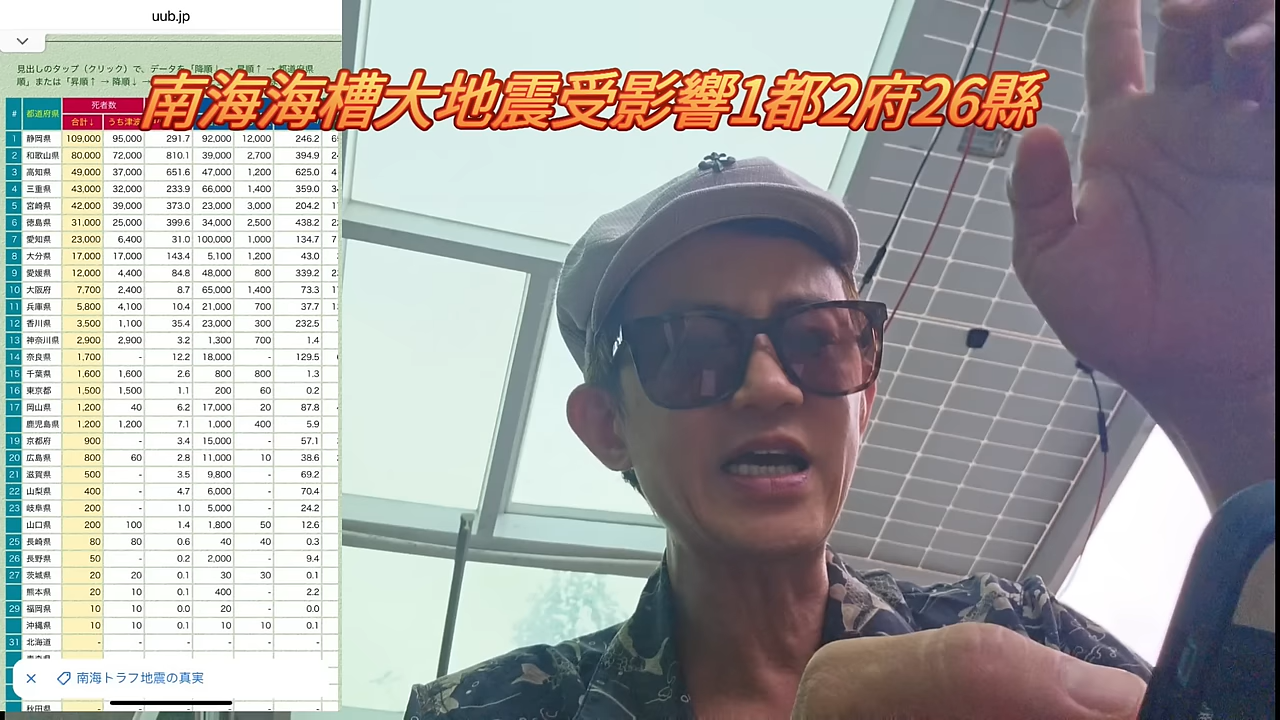 uub.jp
見出しのタップ（クリック）で、データを「降順↓ → 昇順↑ → 都道府県
順」または「昇順↑ → 降順↓ →
南海海槽大地震受影響1都2府26縣
# 都道府県 死者数
合計↓ うち津波
1 静岡県 109,000 95,000 291.7 92,000 12,000 246.2
2 和歌山県 80,000 72,000 810.1 39,000 2,700 394.9
3 高知県 49,000 37,000 651.6 47,000 1,200 625.0
4 三重県 43,000 32,000 233.9 66,000 1,400 359.0
5 宮崎県 42,000 39,000 373.0 23,000 3,000 204.2
6 徳島県 31,000 25,000 399.6 34,000 2,500 438.2
7 愛知県 23,000 6,400 31.0 100,000 1,000 134.7
8 大分県 17,000 17,000 143.4 5,100 1,200 43.0
9 愛媛県 12,000 4,400 84.8 48,000 800 339.2
10 大阪府 7,700 2,400 8.7 65,000 1,400 73.3
11 兵庫県 5,800 4,100 10.4 21,000 700 37.7
12 香川県 3,500 1,100 35.4 23,000 300 232.5
13 神奈川県 2,900 2,900 3.2 1,300 700 1.4
14 奈良県 1,700 - 12.2 18,000 - 129.5
15 千葉県 1,600 1,600 2.6 800 800 1.3
16 東京都 1,500 1,500 1.1 200 60 0.2
17 岡山県 1,200 40 6.2 17,000 20 87.8
鹿児島県 1,200 1,200 7.1 1,000 400 5.9
19 京都府 900 - 3.4 15,000 - 57.1
20 広島県 800 60 2.8 11,000 10 38.6
21 滋賀県 500 - 3.5 9,800 - 69.2
22 山梨県 400 - 4.7 6,000 - 70.4
23 岐阜県 200 - 1.0 5,000 - 24.2
山口県 200 100 1.4 1,800 50 12.6
25 長崎県 80 80 0.6 40 40 0.3
26 長野県 50 - 0.2 2,000 - 9.4
27 茨城県 20 20 0.1 30 30 0.1
熊本県 20 10 0.1 400 - 2.2
29 福岡県 10 10 0.0 20 - 0.0
沖縄県 10 10 0.1 10 10 0.1
31 北海道 - - - - - -
南海トラフ地震の真実
秋田県